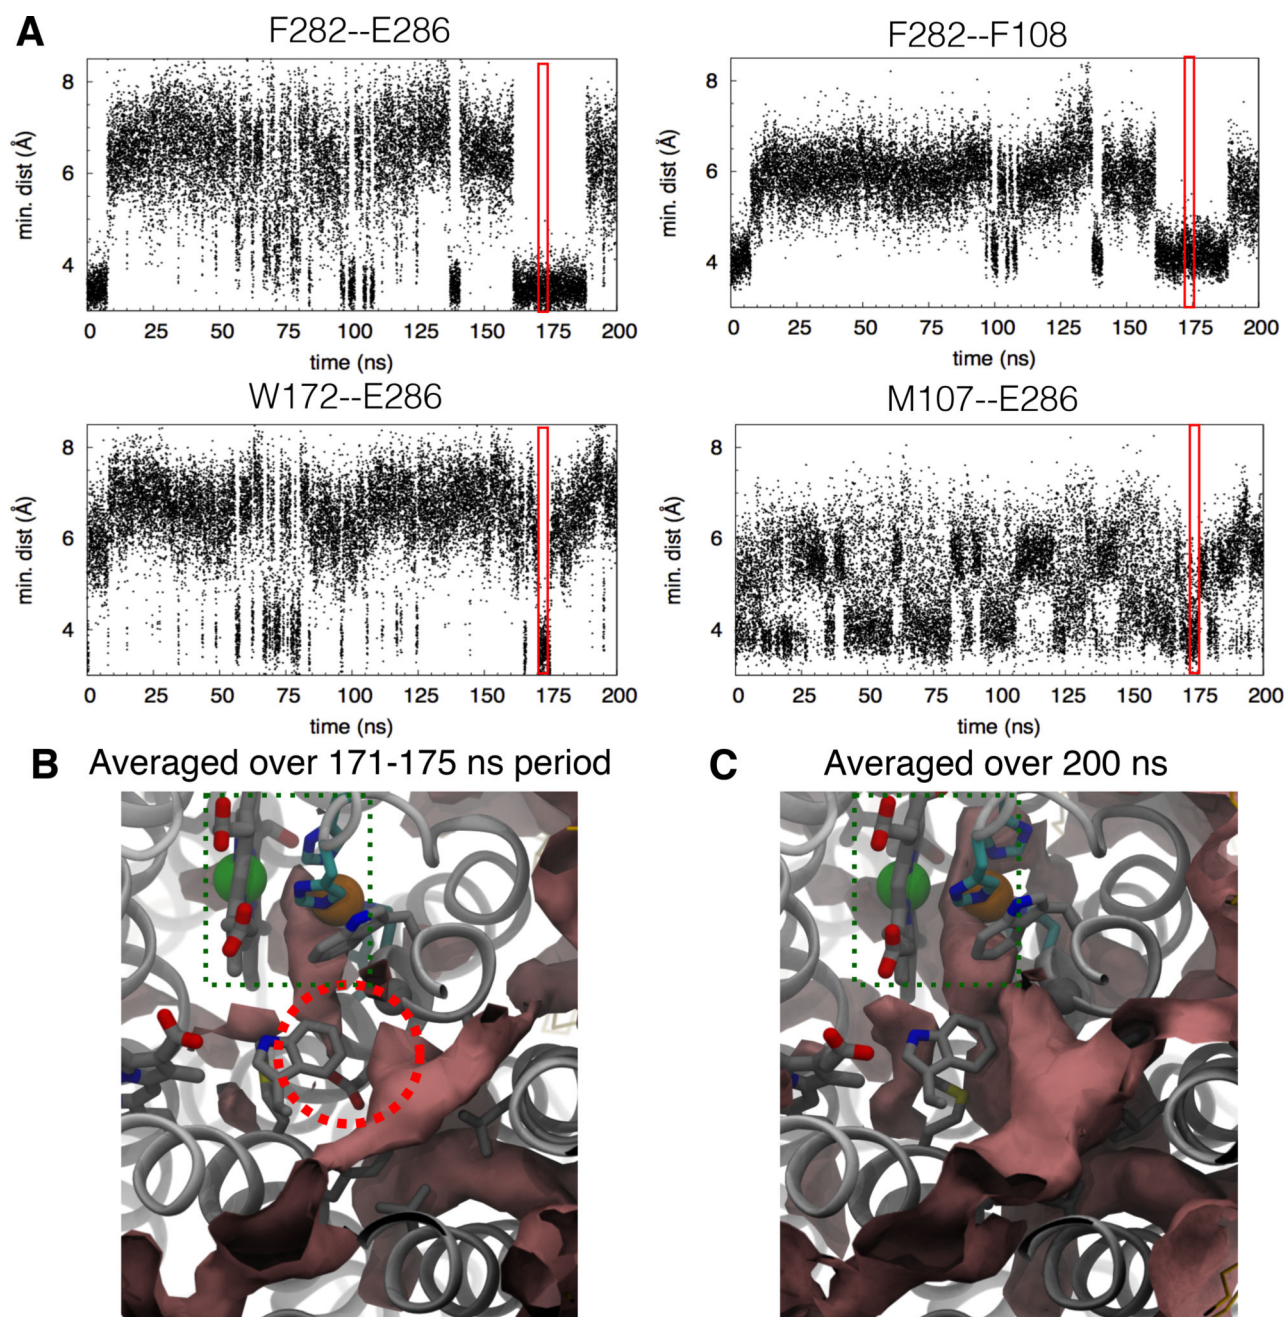 A
F282--E286
F282--F108
min. dist (Å)
8
6
4
0 25 50 75 100 125 150 175 200
time (ns)
min. dist (Å)
8
6
4
0 25 50 75 100 125 150 175 200
time (ns)
W172--E286
M107--E286
min. dist (Å)
8
6
4
0 25 50 75 100 125 150 175 200
time (ns)
min. dist (Å)
8
6
4
0 25 50 75 100 125 150 175 200
time (ns)
B Averaged over 171-175 ns period
C Averaged over 200 ns